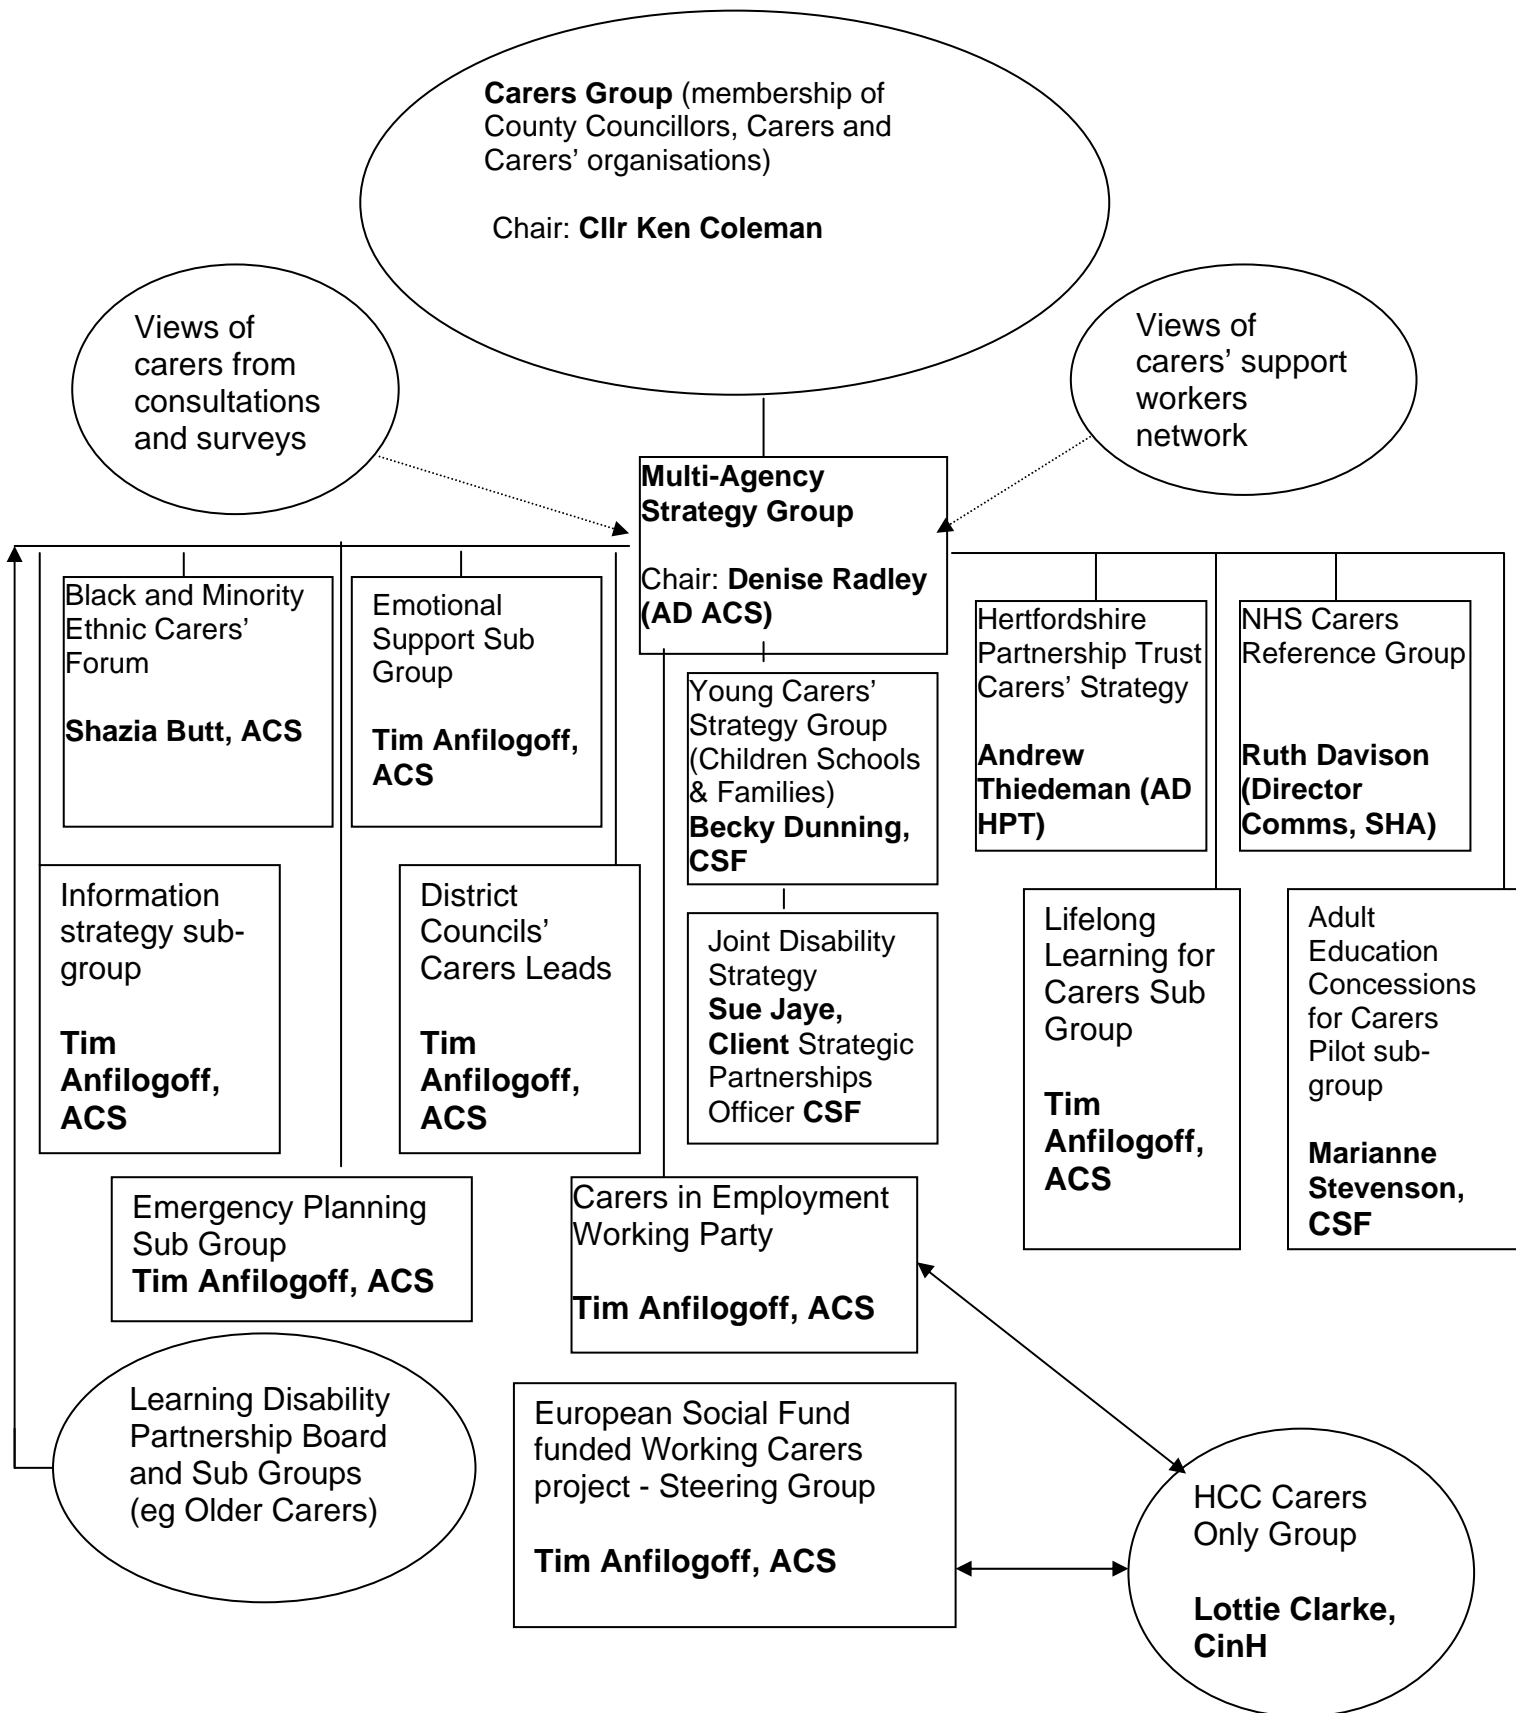 Carers Group (membership of
County Councillors, Carers and
Carers’ organisations)
Chair: Cllr Ken Coleman
Views of
carers from
consultations
and surveys
Views of
carers’ support
workers
network
Multi-Agency
Strategy Group
Chair: Denise Radley
(AD ACS)
Black and Minority
Ethnic Carers’
Forum
Shazia Butt, ACS
Emotional
Support Sub
Group
Tim Anfilogoff,
ACS
Young Carers’
Strategy Group
(Children Schools
& Families)
Becky Dunning,
CSF
Hertfordshire
Partnership Trust
Carers’ Strategy
Andrew
Thiedeman (AD
HPT)
NHS Carers
Reference Group
Ruth Davison
(Director
Comms, SHA)
Information
strategy sub-
group
Tim
Anfilogoff,
ACS
District
Councils’
Carers Leads
Tim
Anfilogoff,
ACS
Joint Disability
Strategy
Sue Jaye,
Client Strategic
Partnerships
Officer CSF
Lifelong
Learning for
Carers Sub
Group
Tim
Anfilogoff,
ACS
Adult
Education
Concessions
for Carers
Pilot sub-
group
Marianne
Stevenson,
CSF
Emergency Planning
Sub Group
Tim Anfilogoff, ACS
Carers in Employment
Working Party
Tim Anfilogoff, ACS
Learning Disability
Partnership Board
and Sub Groups
(eg Older Carers)
European Social Fund
funded Working Carers
project - Steering Group
Tim Anfilogoff, ACS
HCC Carers
Only Group
Lottie Clarke,
CinH